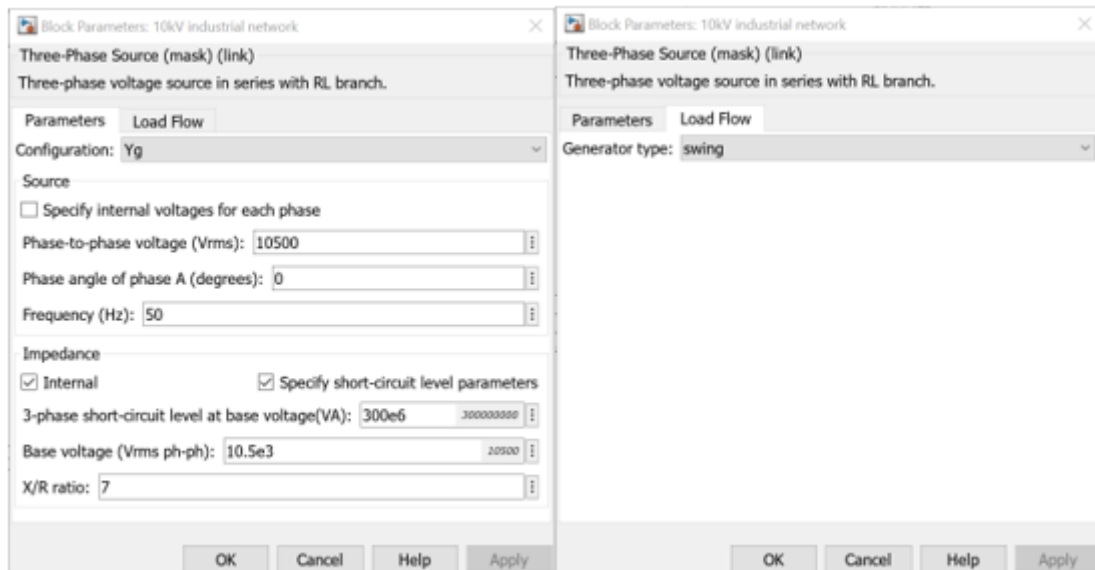 Block Parameters: 10kV industrial network
Three-Phase Source (mask) (link)
Three-phase voltage source in series with RL branch.
Parameters Load Flow
Configuration: Yg
Source
Specify internal voltages for each phase
Phase-to-phase voltage (Vrms): 10500
Phase angle of phase A (degrees): 0
Frequency (Hz): 50
Impedance
Internal Specify short-circuit level parameters
3-phase short-circuit level at base voltage(VA): 300e6 300000000
Base voltage (Vrms ph-ph): 10.5e3 10500
X/R ratio: 7
OK Cancel Help Apply
Block Parameters: 10kV industrial network
Three-Phase Source (mask) (link)
Three-phase voltage source in series with RL branch.
Parameters Load Flow
Generator type: swing
OK Cancel Help Apply